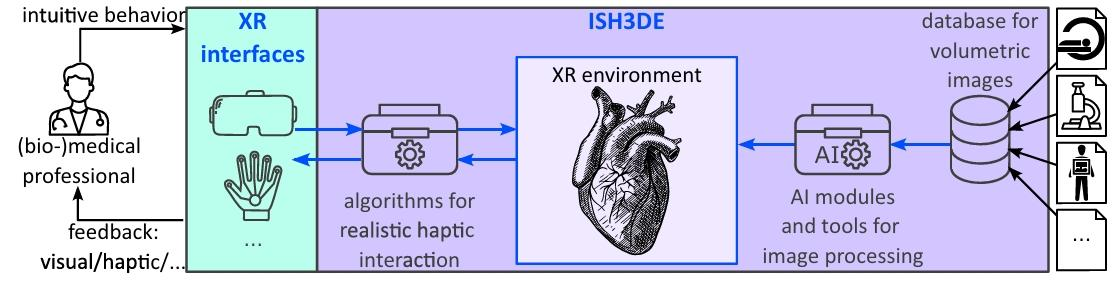 intuitive behavior
(bio-)medical
professional
feedback:
visual/haptic/...
XR
interfaces
...
ISH3DE
algorithms for
realistic haptic
interaction
XR environment
AI
AI modules
and tools for
image processing
database for
volumetric
images
...